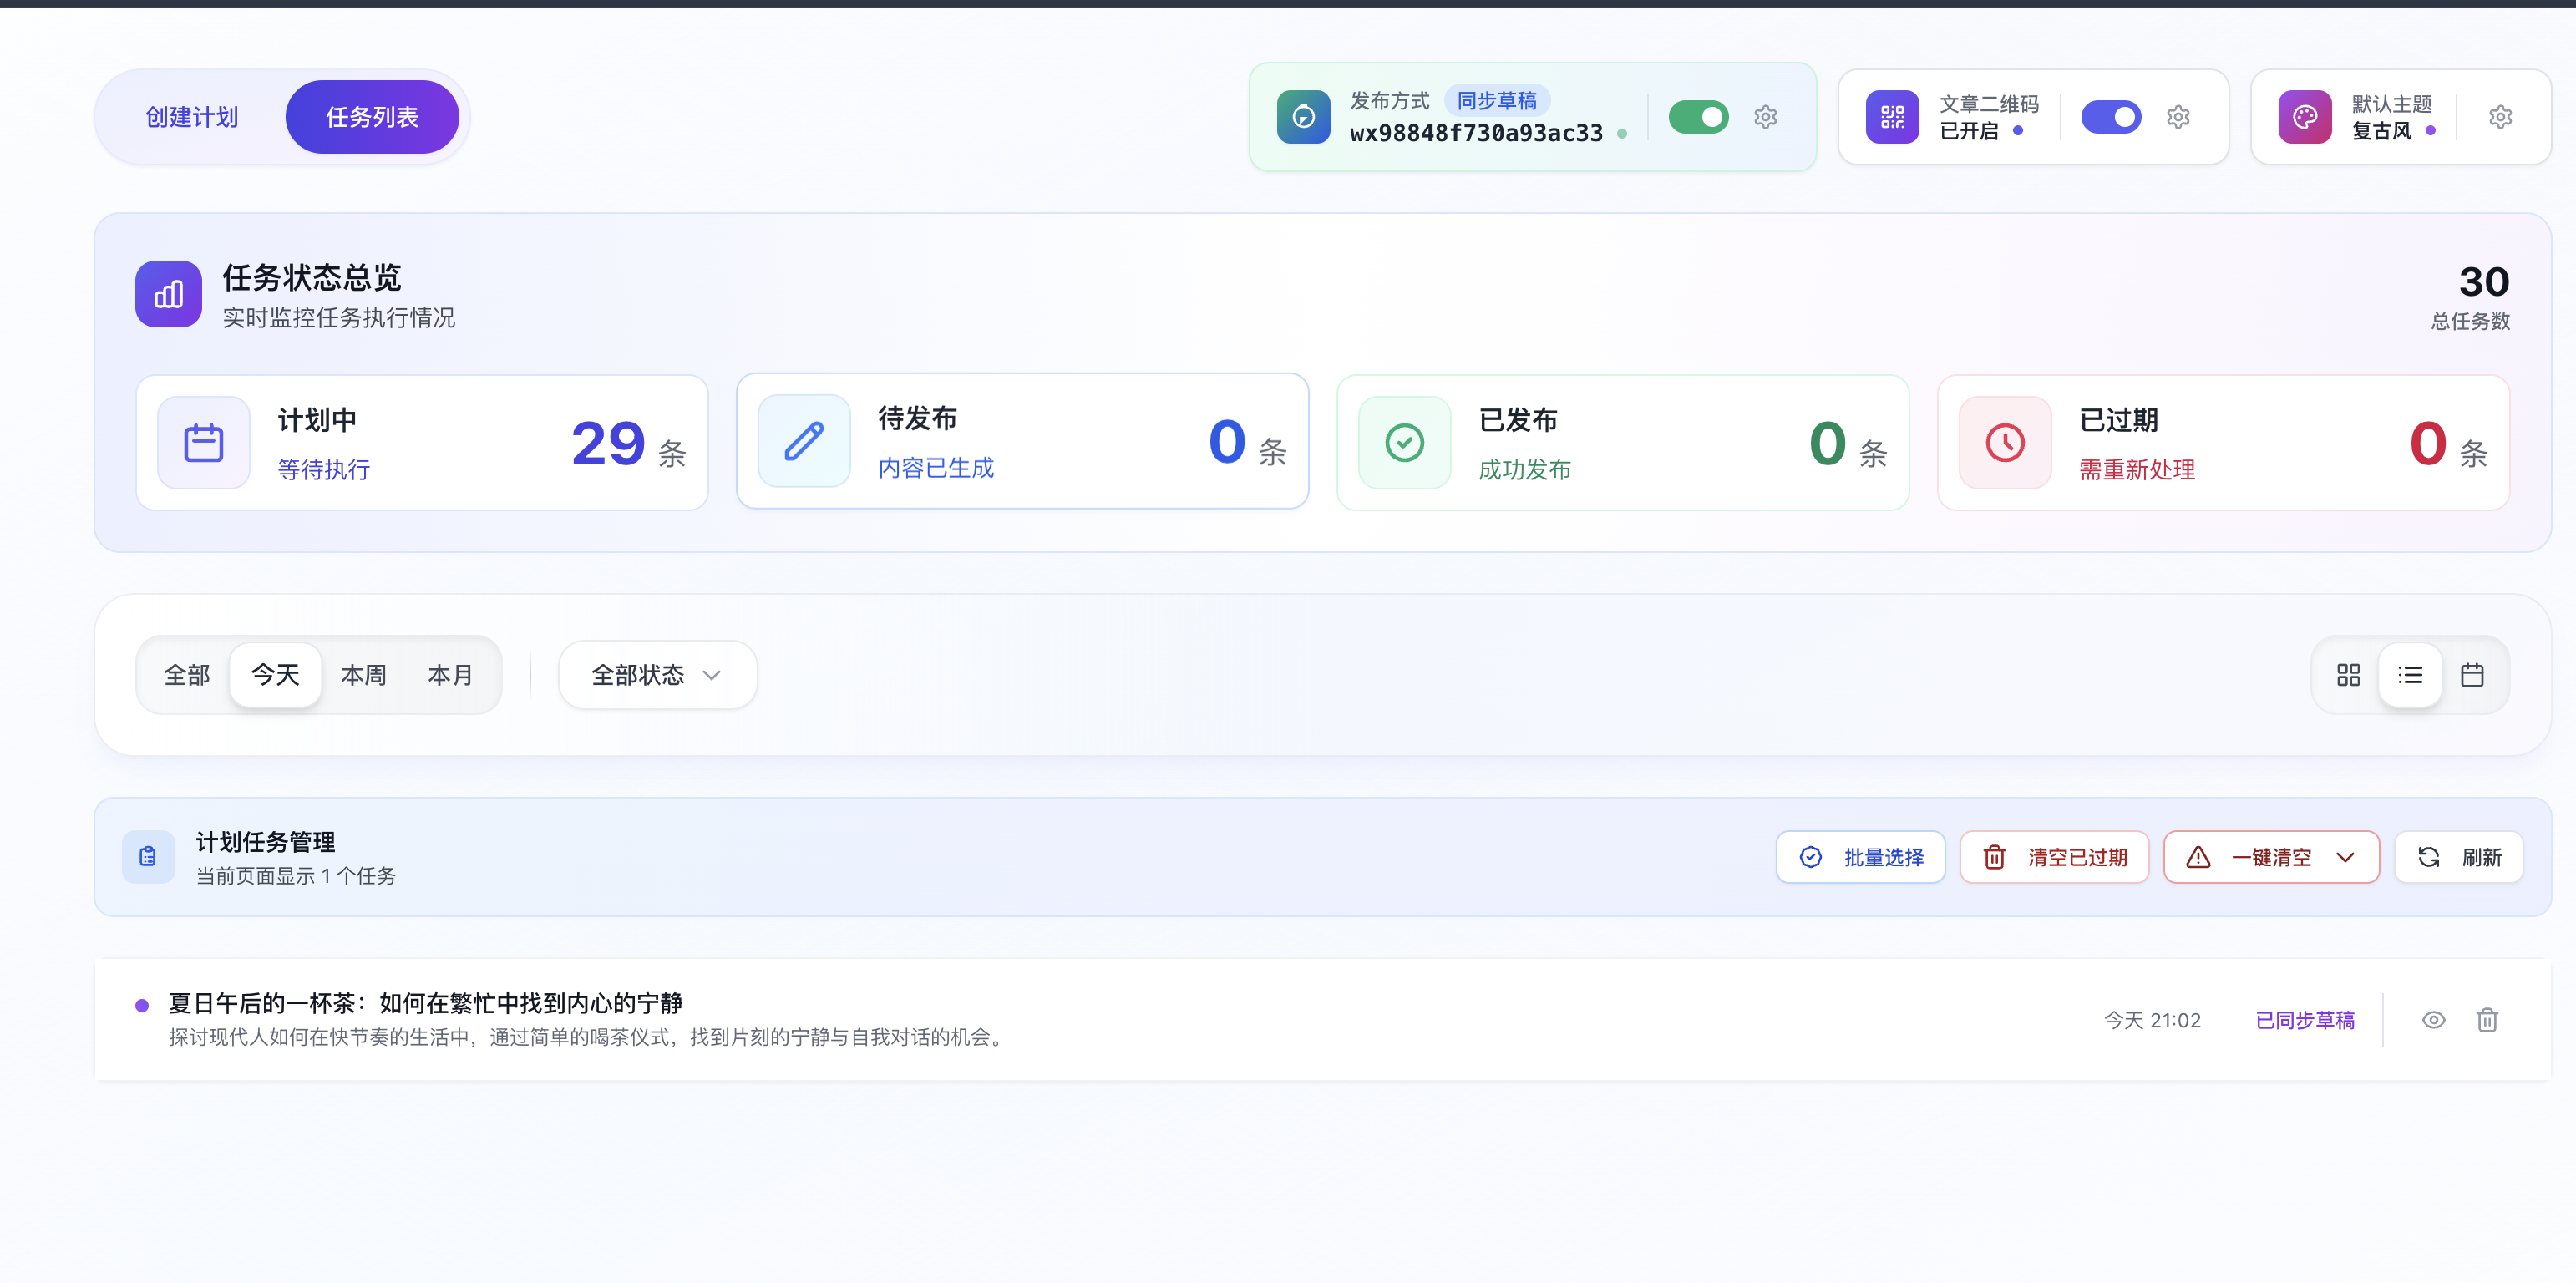 创建计划
任务列表
发布方式 同步草稿
wx98848f730a93ac33
文章二维码
已开启
默认主题
复古风
任务状态总览
实时监控任务执行情况
30
总任务数
计划中
等待执行
29 条
待发布
内容已生成
0 条
已发布
成功发布
0 条
已过期
需重新处理
0 条
全部 今天 本周 本月 全部状态
计划任务管理
当前页面显示 1 个任务
批量选择 清空已过期 一键清空 刷新
夏日午后的一杯茶：如何在繁忙中找到内心的宁静
探讨现代人如何在快节奏的生活中，通过简单的喝茶仪式，找到片刻的宁静与自我对话的机会。
今天 21:02 已同步草稿